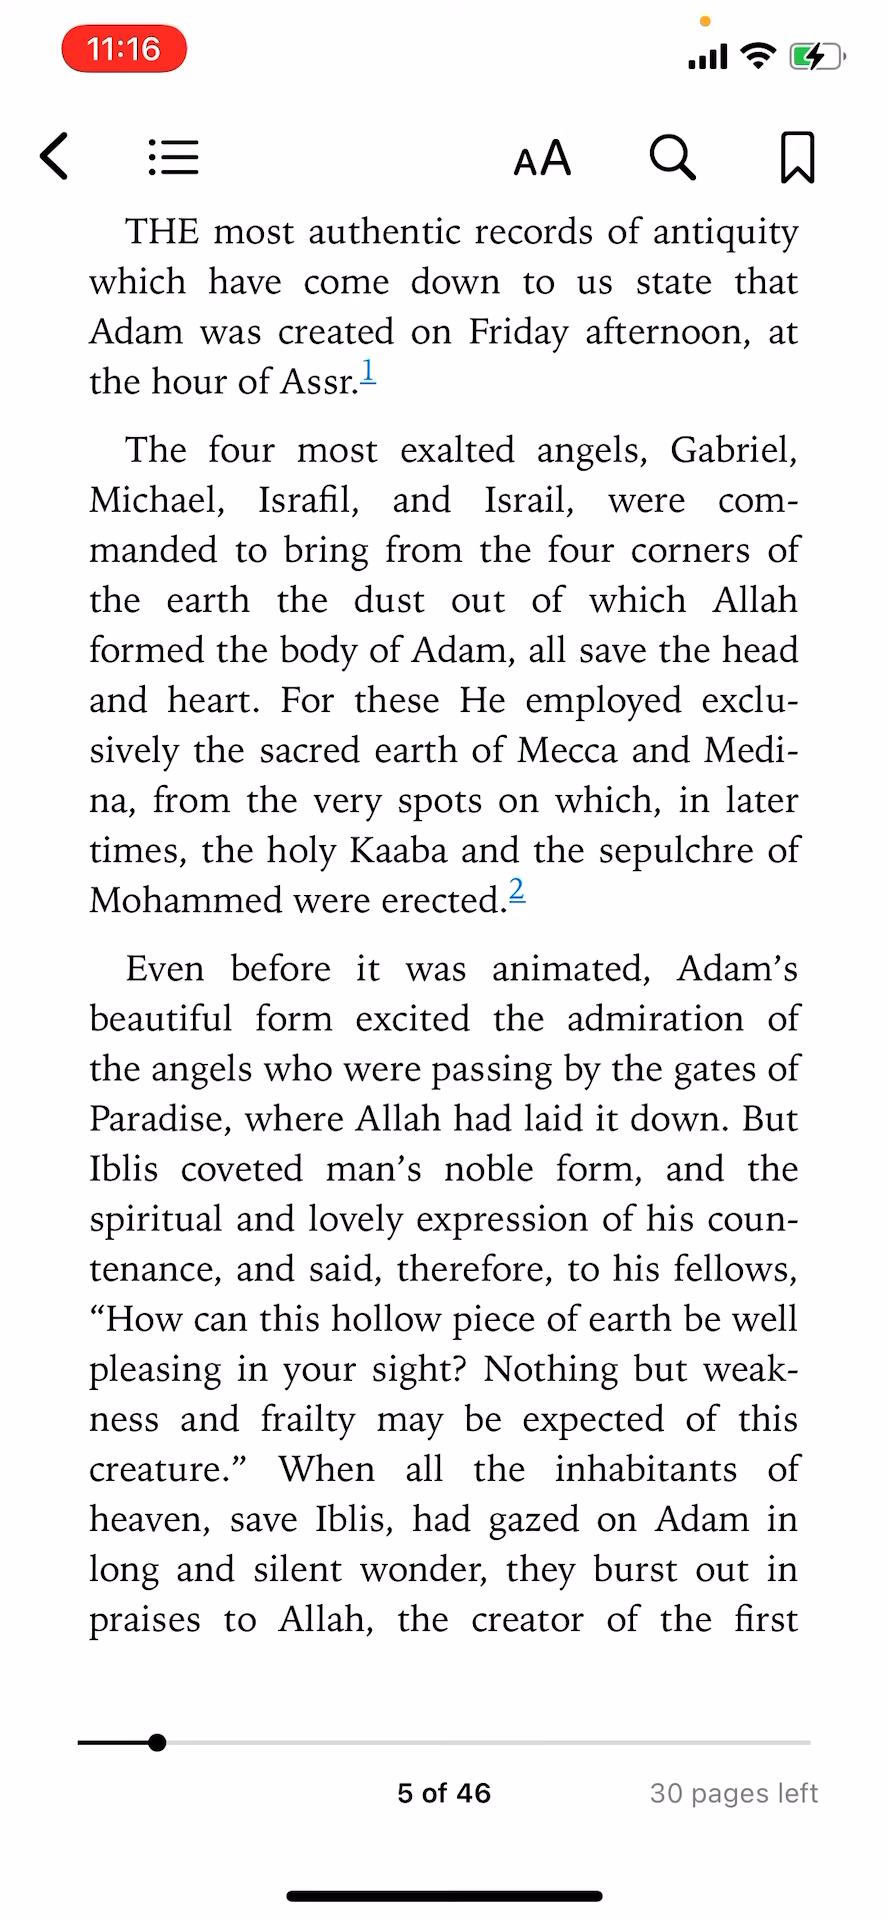 11:16
AA
THE most authentic records of antiquity
which have come down to us state that
Adam was created on Friday afternoon, at
the hour of Assr.1
The four most exalted angels, Gabriel,
Michael, Israfil, and Israil, were com-
manded to bring from the four corners of
the earth the dust out of which Allah
formed the body of Adam, all save the head
and heart. For these He employed exclu-
sively the sacred earth of Mecca and Medi-
na, from the very spots on which, in later
times, the holy Kaaba and the sepulchre of
Mohammed were erected.2
Even before it was animated, Adam’s
beautiful form excited the admiration of
the angels who were passing by the gates of
Paradise, where Allah had laid it down. But
Iblis coveted man’s noble form, and the
spiritual and lovely expression of his coun-
tenance, and said, therefore, to his fellows,
“How can this hollow piece of earth be well
pleasing in your sight? Nothing but weak-
ness and frailty may be expected of this
creature.” When all the inhabitants of
heaven, save Iblis, had gazed on Adam in
long and silent wonder, they burst out in
praises to Allah, the creator of the first
5 of 46
30 pages left